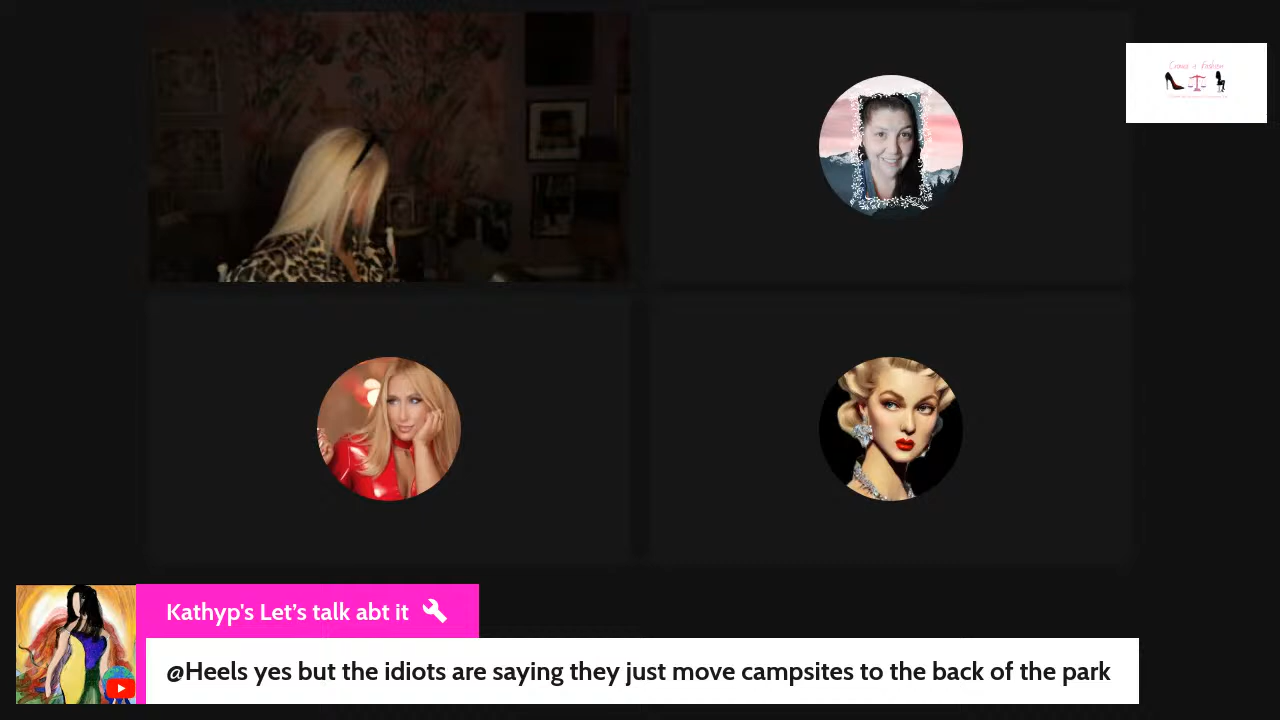 Kathyp's Let's talk abt it
@Heels yes but the idiots are saying they just move campsites to the back of the park